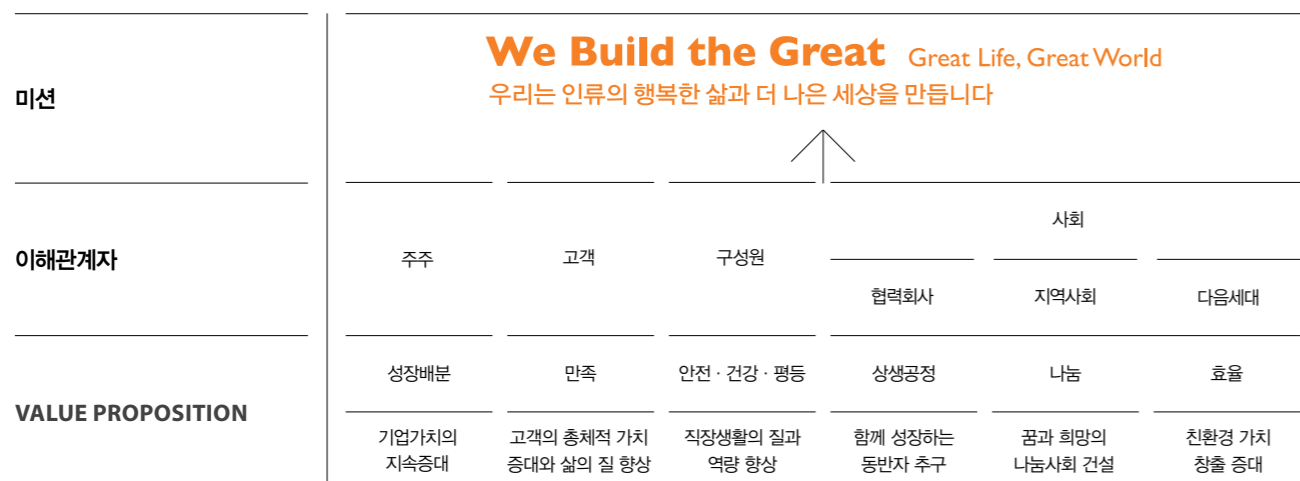 We Build the Great Great Life, Great World
미션
우리는 인류의 행복한 삶과 더 나은 세상을 만듭니다
사회
이해관계자
주주
고객
구성원
협력회사
지역사회
다음세대
VALUE PROPOSITION
성장배분
만족
안전 · 건강 · 평등
상생공정
나눔
효율
기업가치의
지속증대
고객의 총체적 가치
증대와 삶의 질 향상
직장생활의 질과
역량 향상
함께 성장하는
동반자 추구
꿈과 희망의
나눔사회 건설
친환경 가치
창출 증대